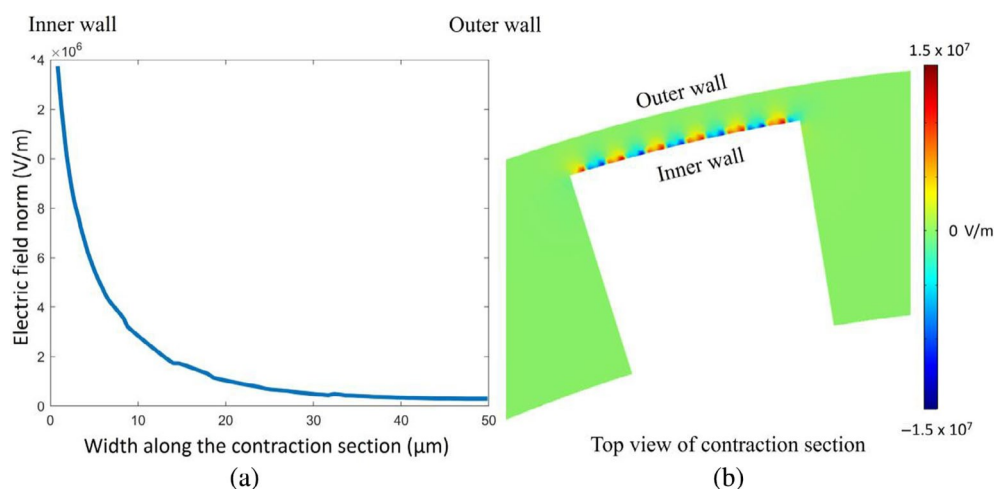 Inner wall
Outer wall
×10⁶
14
2
0
8
6
4
2
0
0 10 20 30 40 50
Electric field norm (V/m)
Width along the contraction section (µm)
(a)
1.5 x 10⁷
Outer wall
Inner wall
0 V/m
−1.5 x 10⁷
Top view of contraction section
(b)